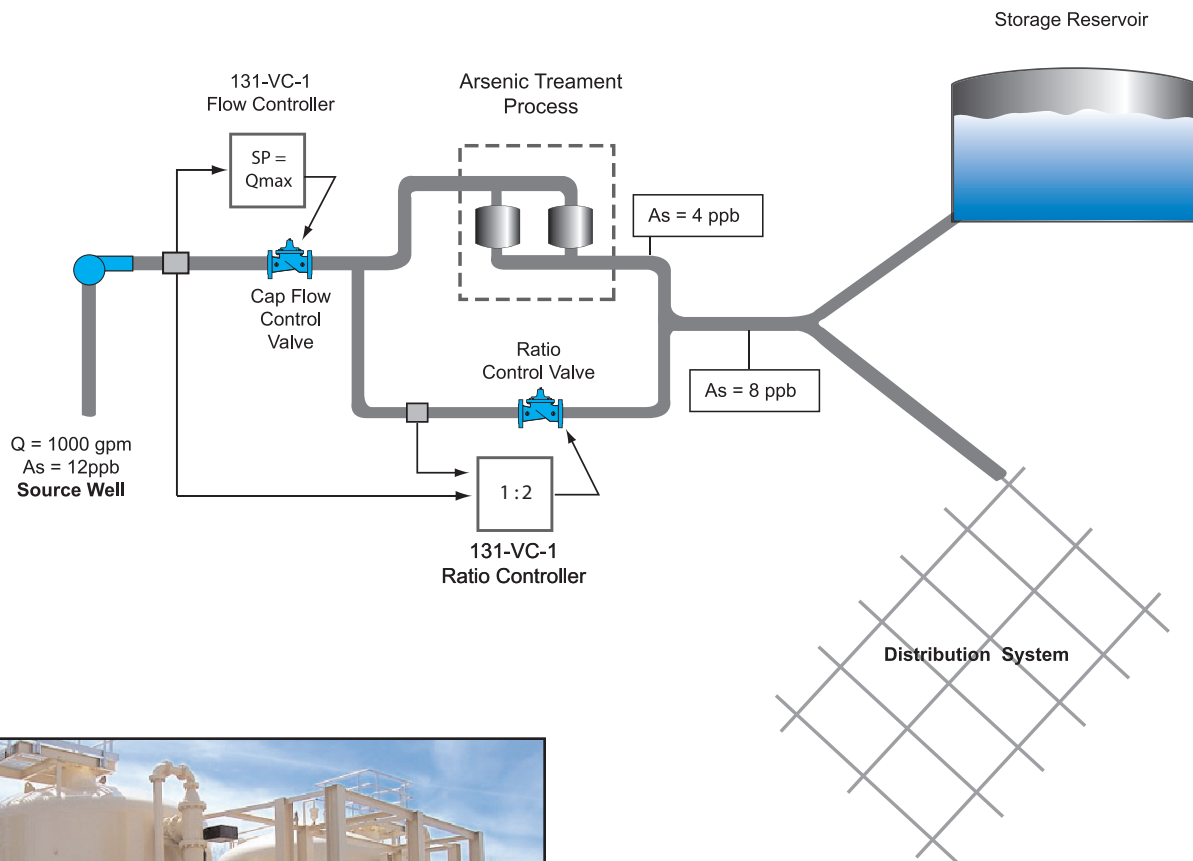 Storage Reservoir
131-VC-1
Flow Controller
SP =
Qmax
Arsenic Treament
Process
As = 4 ppb
Cap Flow
Control
Valve
Ratio
Control Valve
As = 8 ppb
Q = 1000 gpm
As = 12ppb
Source Well
1 : 2
131-VC-1
Ratio Controller
Distribution System